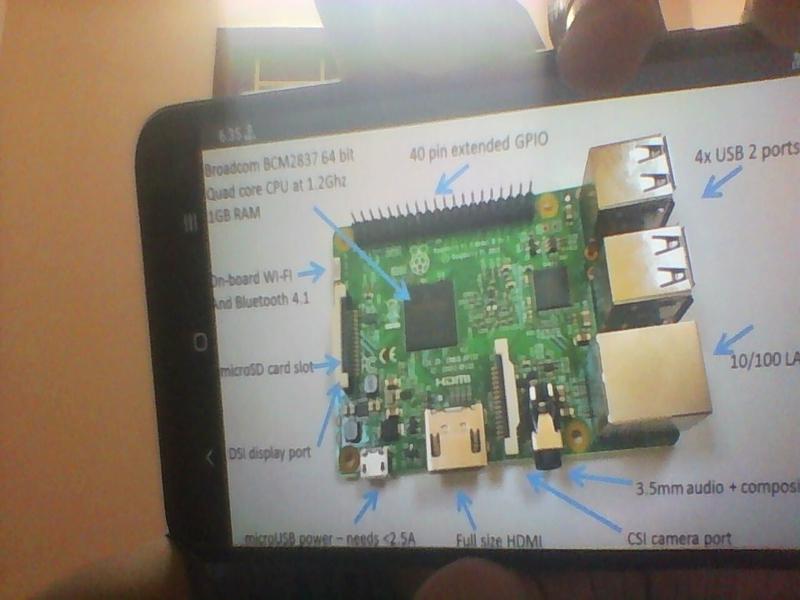 6:35
Broadcom BCM2837 64 bit
Quad core CPU at 1.2Ghz
1GB RAM
40 pin extended GPIO
4x USB 2 ports
On-board WI-FI
And Bluetooth 4.1
microSD card slot
10/100 LA
DSI display port
HDMI
3.5mm audio + composi
microUSB power – needs <2.5A
Full size HDMI
CSI camera port